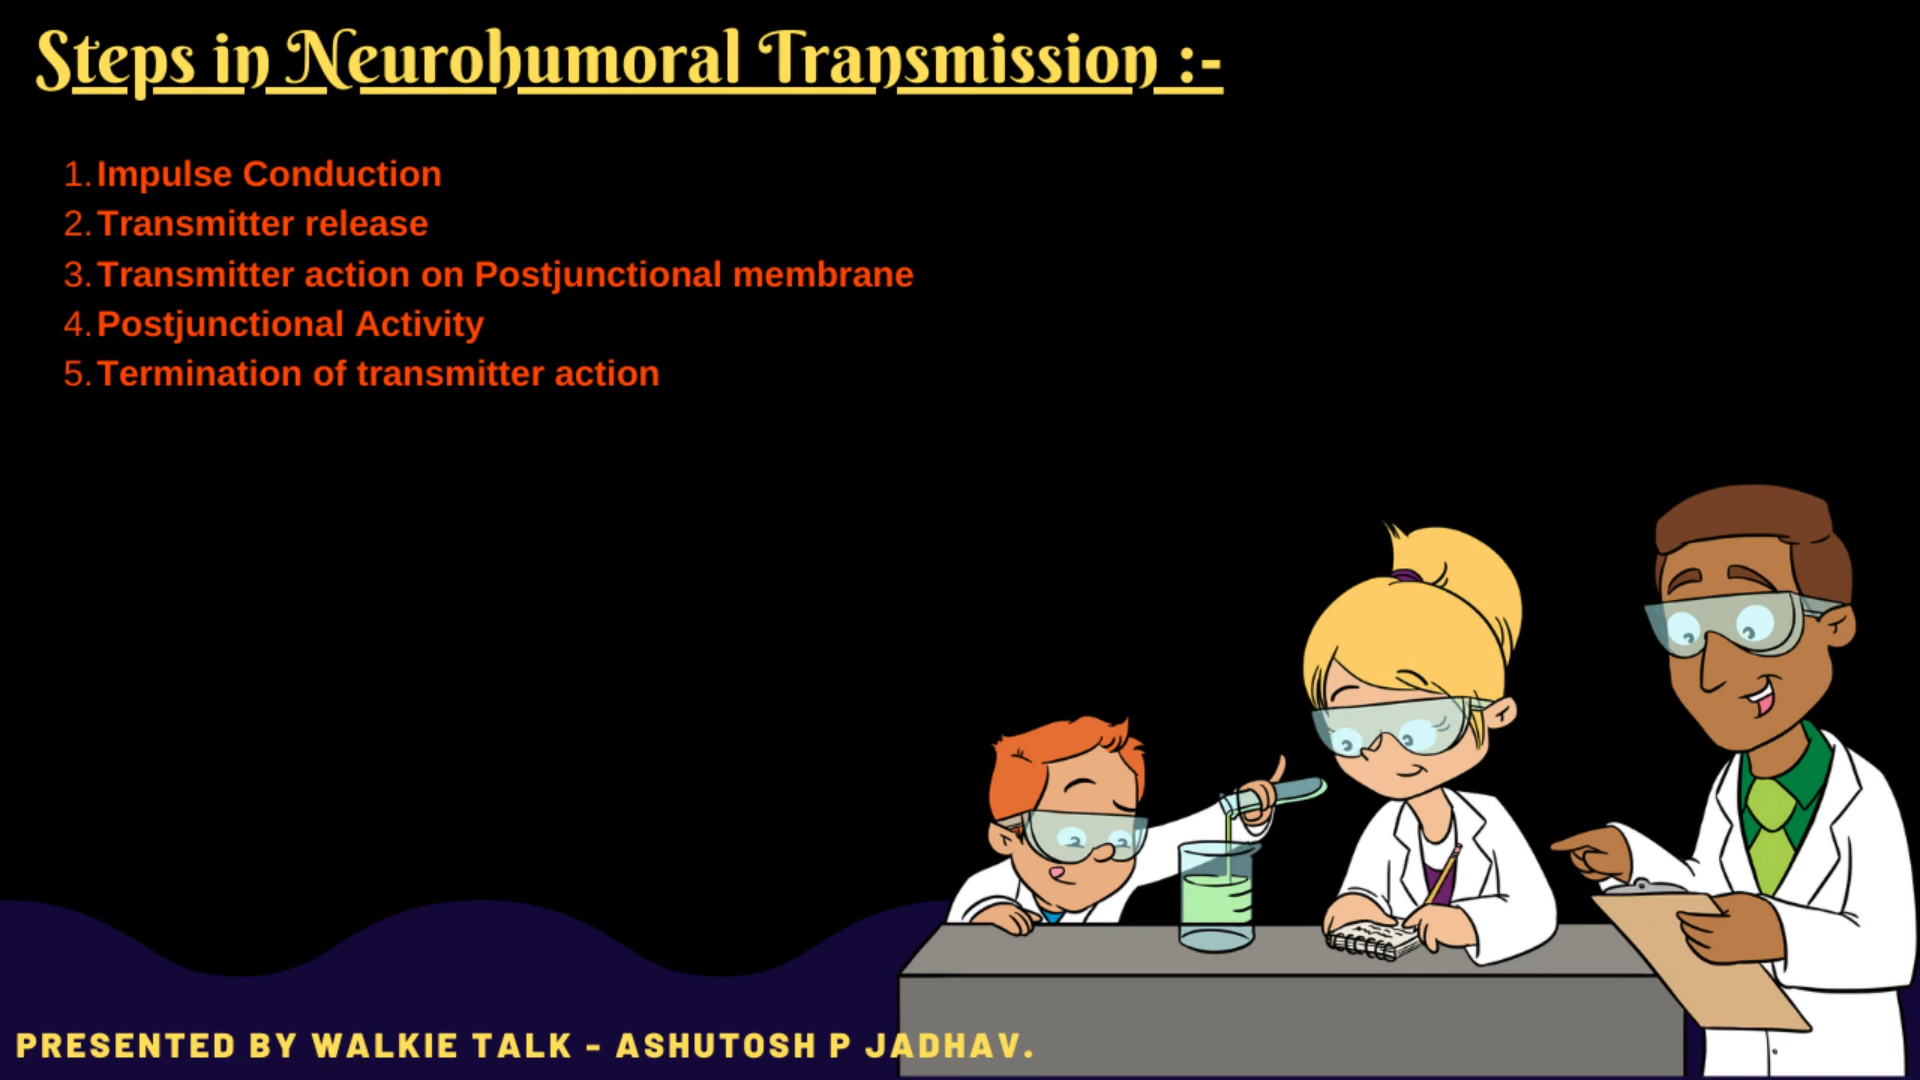 Steps in Neurohumoral Transmission :-
1. Impulse Conduction
2. Transmitter release
3. Transmitter action on Postjunctional membrane
4. Postjunctional Activity
5. Termination of transmitter action
PRESENTED BY WALKIE TALK - ASHUTOSH P JADHAV.